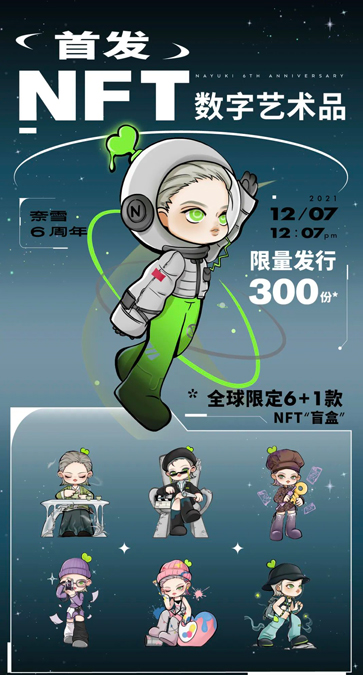 首发
NFT
NAYUKI 6TH ANNIVERSARY
数字艺术品
奈雪
6周年
2021
12/07
12:07pm
限量发行
300份*
N
* 全球限定6+1款
NFT“盲盒”